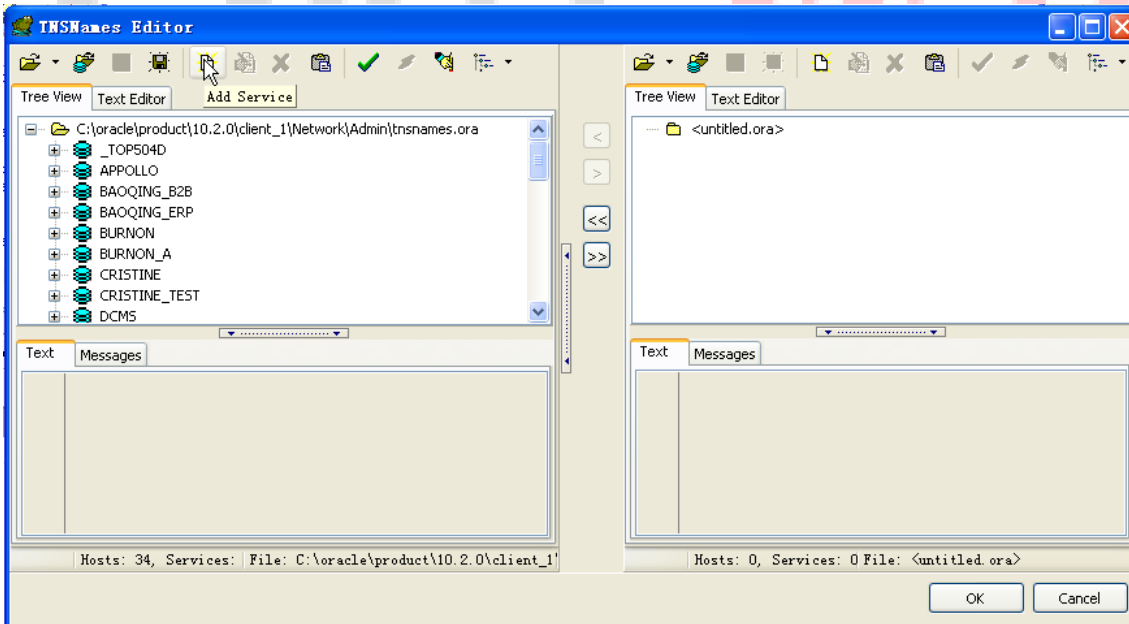 TNSNames Editor
Tree View Text Editor Add Service
C:\oracle\product\10.2.0\client_1\Network\Admin\tnsnames.ora
_TOP504D
APPOLLO
BAOQING_B2B
BAOQING_ERP
BURNON
BURNON_A
CRISTINE
CRISTINE_TEST
DCMS
Text Messages
Hosts: 34, Services: File: C:\oracle\product\10.2.0\client_1'
< 
>
<<
>>
Tree View Text Editor
<untitled.ora>
Text Messages
Hosts: 0, Services: 0 File: <untitled.ora>
OK Cancel